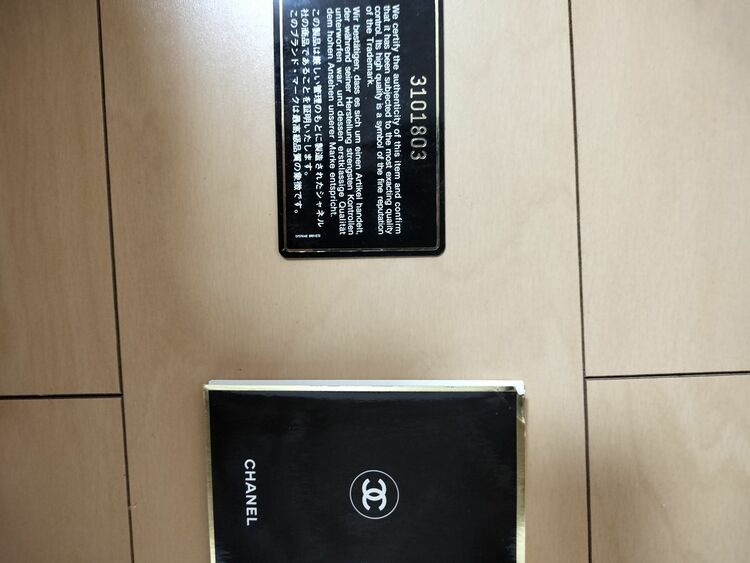 3101803
We certify the authenticity of this item and confirm
that it has been subjected to the most exacting quality
control. Its high quality is a symbol of the fine reputation
of the Trademark.
Wir bestätigen, dass es sich um einen Artikel handelt,
der während seiner Herstellung strengsten Kontrollen
unterworfen war, und dessen erstklassige Qualität
dem hohen Ansehen unserer Marke entspricht.
この製品は厳しい管理のもとに製造されたシャネル
社の商品であることを証明いたします。
このブランド・マークは最高級品質の象徴です。
CHANEL